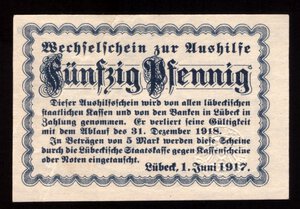 Wechselschein zur Aushilfe
Fünfzig Pfennig
Dieser Aushilfsschein wird von allen lübeckischen
staatlichen Kassen und von den Banken in Lübeck in
Zahlung genommen. Er verliert seine Gültigkeit
mit dem Ablauf des 31. Dezember 1918.
In Beträgen von 5 Mark werden diese Scheine
durch die Lübeckische Staatskasse gegen Kassenscheine
oder Noten eingetauscht.
Lübeck, 1. Juni 1917.